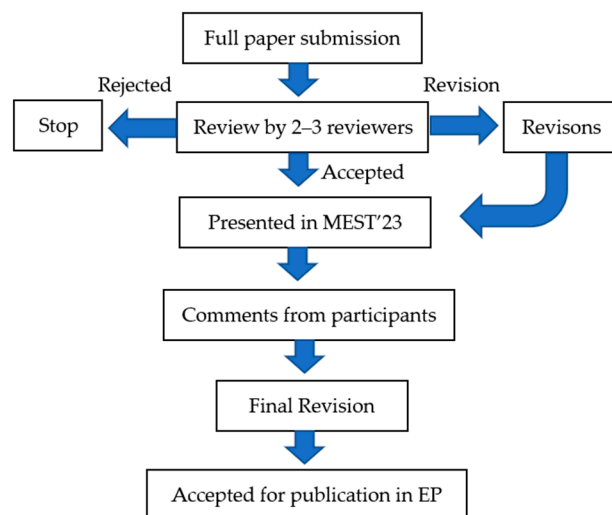 Full paper submission
Rejected
Revision
Stop
Review by 2–3 reviewers
Revisons
Accepted
Presented in MEST'23
Comments from participants
Final Revision
Accepted for publication in EP